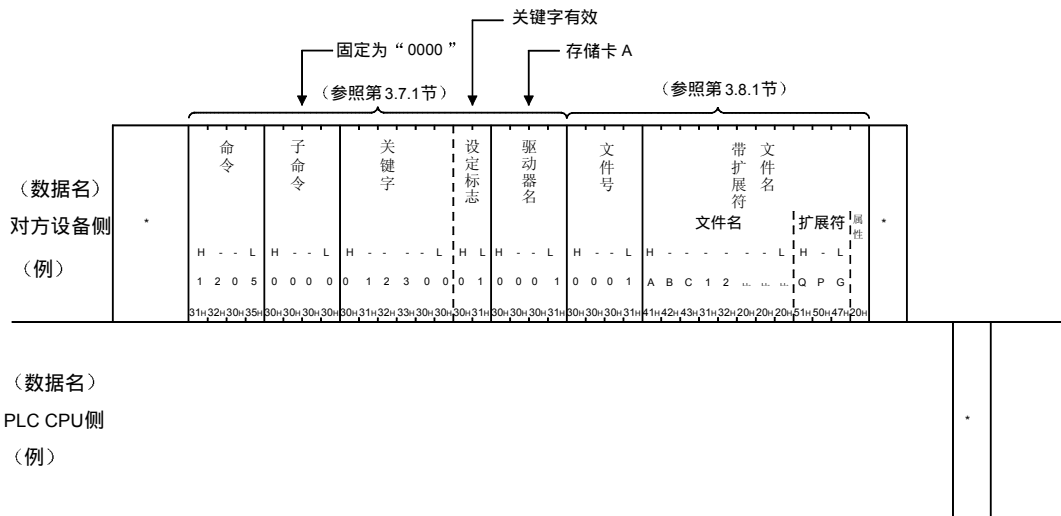 关键字有效
固定为“0000”
存储卡 A
（参照第3.7.1节）
（参照第3.8.1节）
命令
子命令
关键字
设定标志
驱动器名
文件号
带扩展符
文件名
（数据名）
对方设备侧
（例）
*
文件名
扩展符
属性
*
H - - L H - - L H - - - - L H L H - - L H - - L H - - - - - - L H - L
1 2 0 5 0 0 0 0 0 1 2 3 0 0 0 1 0 0 0 1 0 0 0 1 A B C 1 2 Q P G
31H 32H 30H 35H 30H 30H 30H 30H 30H 31H 32H 33H 30H 30H 30H 31H 30H 30H 30H 31H 30H 30H 30H 31H 41H 42H 43H 31H 32H 20H 20H 20H 51H 50H 47H 20H
（数据名）
PLC CPU侧
（例）
*